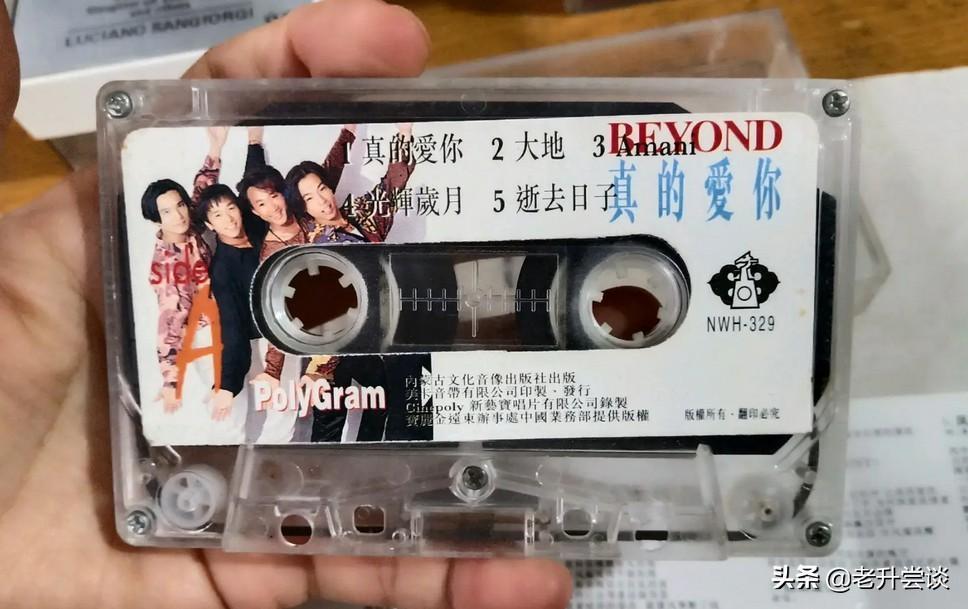 LUCIANO SANGIORGI
BEYOND
1 真的愛你 2 大地 3 Amani
4 光輝歲月 5 逝去日子
真的愛你
side
A
NWH-329
PolyGram
內蒙古文化音像出版社出版
美卡音帶有限公司印製、發行
Cinepoly 新藝寶唱片有限公司錄製
寶麗金遠東辦事處中國業務部提供版權
版權所有·翻印必究
头条 @老升尝谈